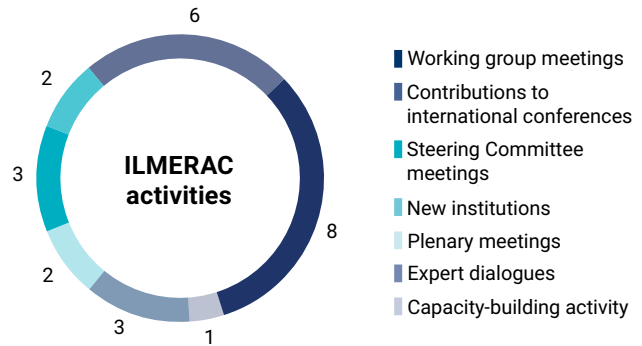 6
2
3
2
3
1
8
ILMERAC
activities
Working group meetings
Contributions to
international conferences
Steering Committee
meetings
New institutions
Plenary meetings
Expert dialogues
Capacity-building activity